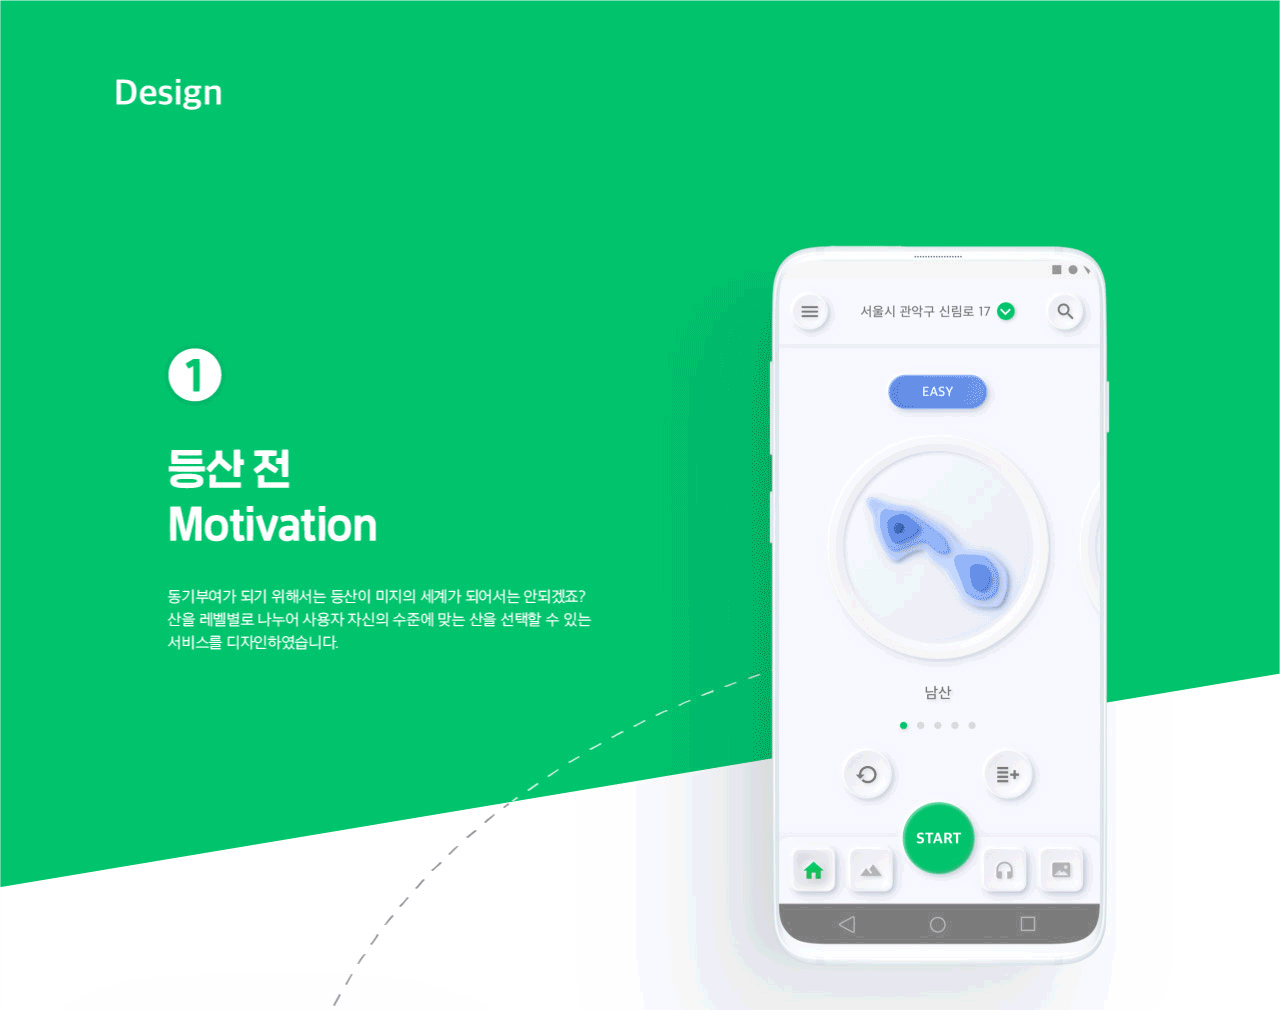 Design
1
등산 전
Motivation
동기부여가 되기 위해서는 등산이 미지의 세계가 되어서는 안되겠죠?
산을 레벨별로 나누어 사용자 자신의 수준에 맞는 산을 선택할 수 있는
서비스를 디자인하였습니다.
서울시 관악구 신림로 17
EASY
남산
START